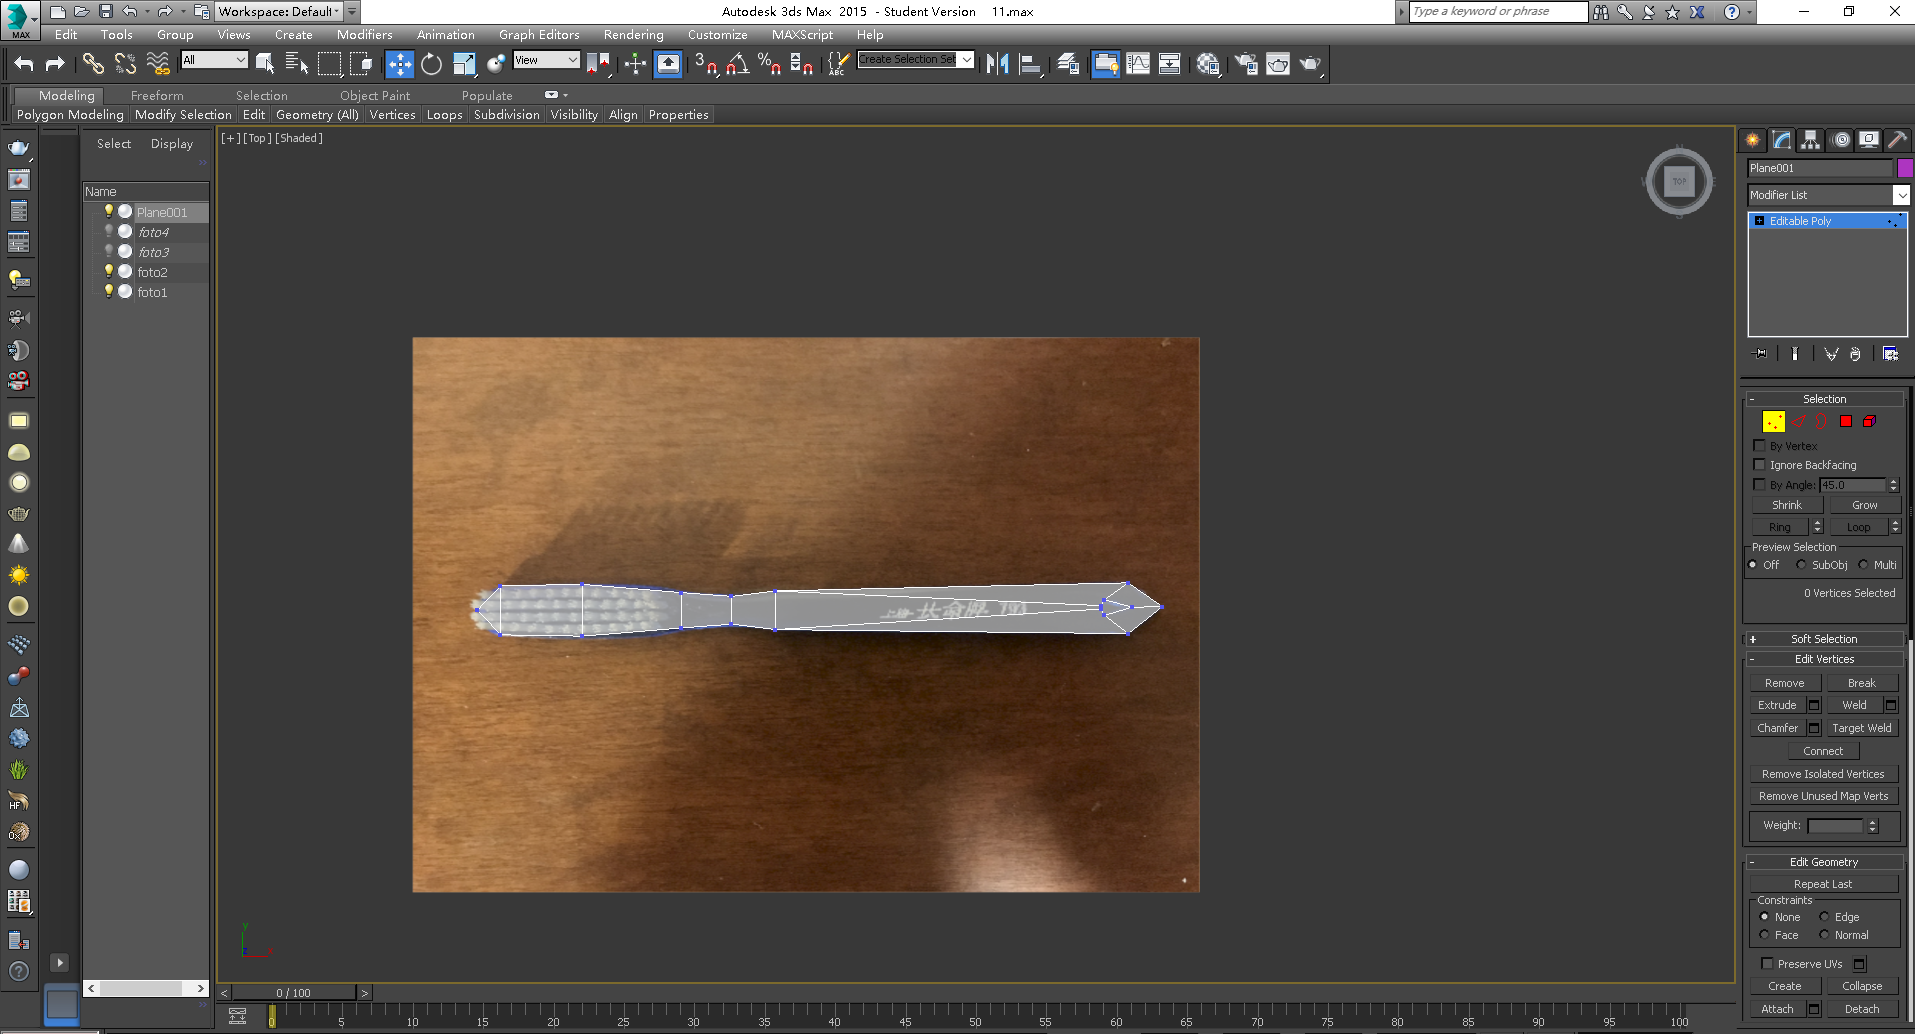 Workspace: Default
Autodesk 3ds Max 2015 - Student Version 11.max
Type a keyword or phrase
MAX
Edit Tools Group Views Create Modifiers Animation Graph Editors Rendering Customize MAXScript Help
All
View
3
%
ABC
Create Selection Set
Modeling Freeform Selection Object Paint Populate
Polygon Modeling Modify Selection Edit Geometry (All) Vertices Loops Subdivision Visibility Align Properties
Select Display
[+][Top][Shaded]
TOP
Name
Plane001
foto4
foto3
foto2
foto1
HF
Plane001
Modifier List
Editable Poly
Selection
By Vertex
Ignore Backfacing
By Angle: 45.0
Shrink Grow
Ring Loop
Preview Selection
Off SubObj Multi
0 Vertices Selected
+ Soft Selection
- Edit Vertices
Remove Break
Extrude Weld
Chamfer Target Weld
Connect
Remove Isolated Vertices
Remove Unused Map Verts
Weight:
- Edit Geometry
Repeat Last
Constraints
None Edge
Face Normal
Preserve UVs
Create Collapse
Attach Detach
y
< 0 / 100 >
0 5 10 15 20 25 30 35 40 45 50 55 60 65 70 75 80 85 90 95 100